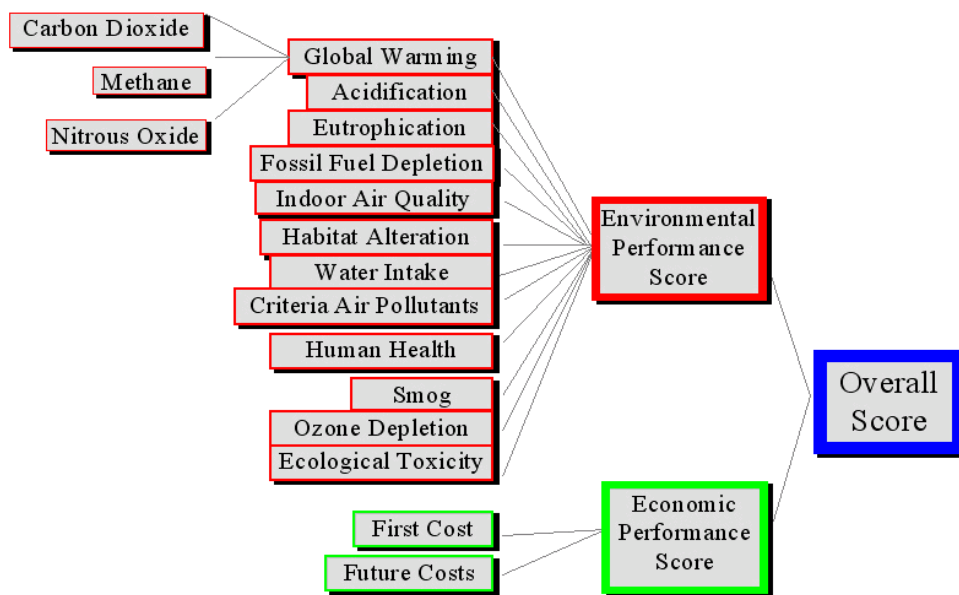 Carbon Dioxide
Methane
Nitrous Oxide
Global Warming
Acidification
Eutrophication
Fossil Fuel Depletion
Indoor Air Quality
Habitat Alteration
Water Intake
Criteria Air Pollutants
Human Health
Smog
Ozone Depletion
Ecological Toxicity
First Cost
Future Costs
Environmental
Performance
Score
Economic
Performance
Score
Overall
Score